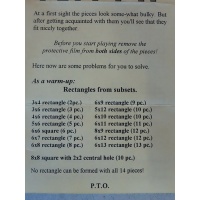 At a first sight the pieces look some-what bulky. But
after getting acquainted with them you'll see that they
fit nicely together.
Before you start playing remove the
protective film from both sides of the pieces!
Here now are some problems for you to solve.
As a warm-up:
Rectangles from subsets.
3x4 rectangle (2pc.) 6x9 rectangle (9 pc.)
3x6 rectangle (3 pc.) 5x12 rectangle (10 pc.)
4x6 rectangle (4 pc.) 6x10 rectangle (10 pc.)
5x6 rectangle (5 pc.) 6x11 rectangle (11 pc.)
6x6 square (6 pc.) 8x9 rectangle (12 pc.)
6x7 rectangle (7 pc.) 6x12 rectangle (12 pc.)
6x8 rectangle (8 pc.) 6x13 rectangle (13 pc.)
8x8 square with 2x2 central hole (10 pc.)
No rectangle can be formed with all 14 pieces!
P.T.O.